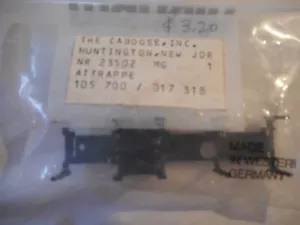 $ 3.20
THE CABOOSE, INC.
HUNTINGTON, NEW JOR
NR 23502 MG 1
ATTRAPPE
105 700 / 017 318
MADE
IN WESTERN
GERMANY